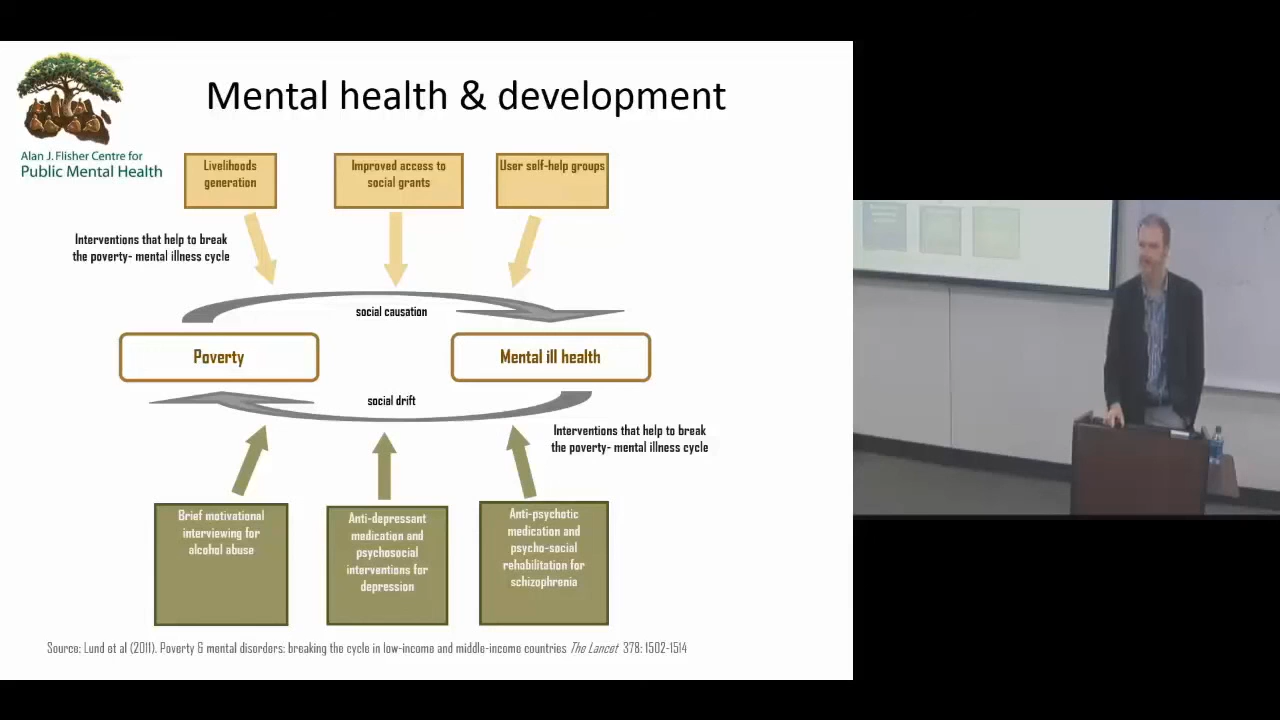 Mental health & development
Alan J. Flisher Centre for
Public Mental Health
Livelihoods
generation
Improved access to
social grants
User self-help groups
Interventions that help to break
the poverty- mental illness cycle
social causation
Poverty
Mental ill health
social drift
Interventions that help to break
the poverty- mental illness cycle
Brief motivational
interviewing for
alcohol abuse
Anti-depressant
medication and
psychosocial
interventions for
depression
Anti-psychotic
medication and
psycho-social
rehabilitation for
schizophrenia
Source: Lund et al (2011). Poverty & mental disorders: breaking the cycle in low-income and middle-income countries The Lancet 378: 1502-1514